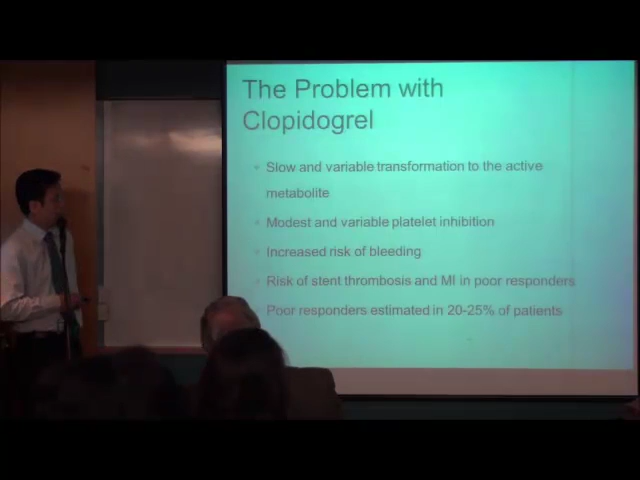 The Problem with
Clopidogrel
Slow and variable transformation to the active
metabolite
Modest and variable platelet inhibition
Increased risk of bleeding
Risk of stent thrombosis and MI in poor responders
Poor responders estimated in 20-25% of patients